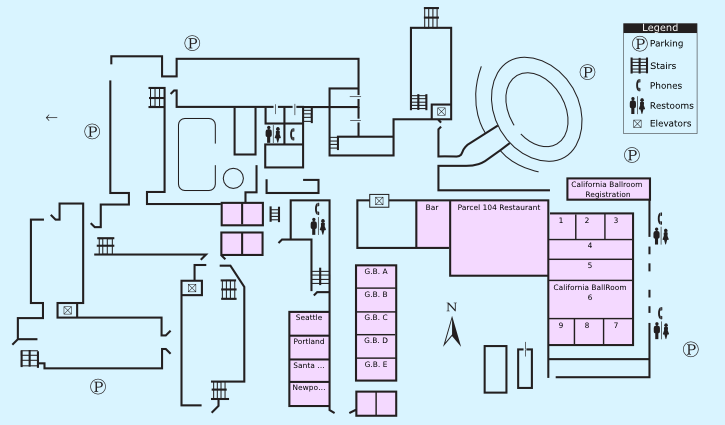 Legend
P Parking
Stairs
Phones
Restooms
Elevators
P
P
P
P
P
P
California Ballroom
Registration
Bar
Parcel 104 Restaurant
1
2
3
4
5
California BallRoom
6
9
8
7
G.B. A
G.B. B
G.B. C
G.B. D
G.B. E
Seattle
Portland
Santa ...
Newpo...
N